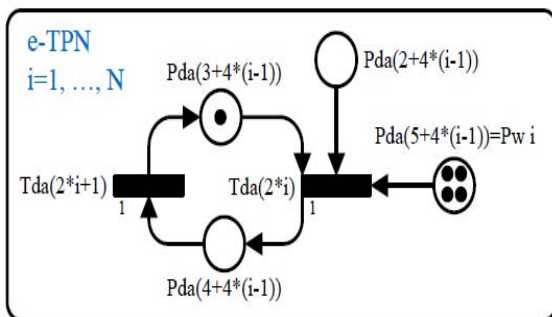 e-TPN
i=1, ..., N
Pda(3+4*(i-1))
Pda(2+4*(i-1))
Pda(5+4*(i-1))=Pw i
Tda(2*i+1)
Tda(2*i)
1
1
Pda(4+4*(i-1))